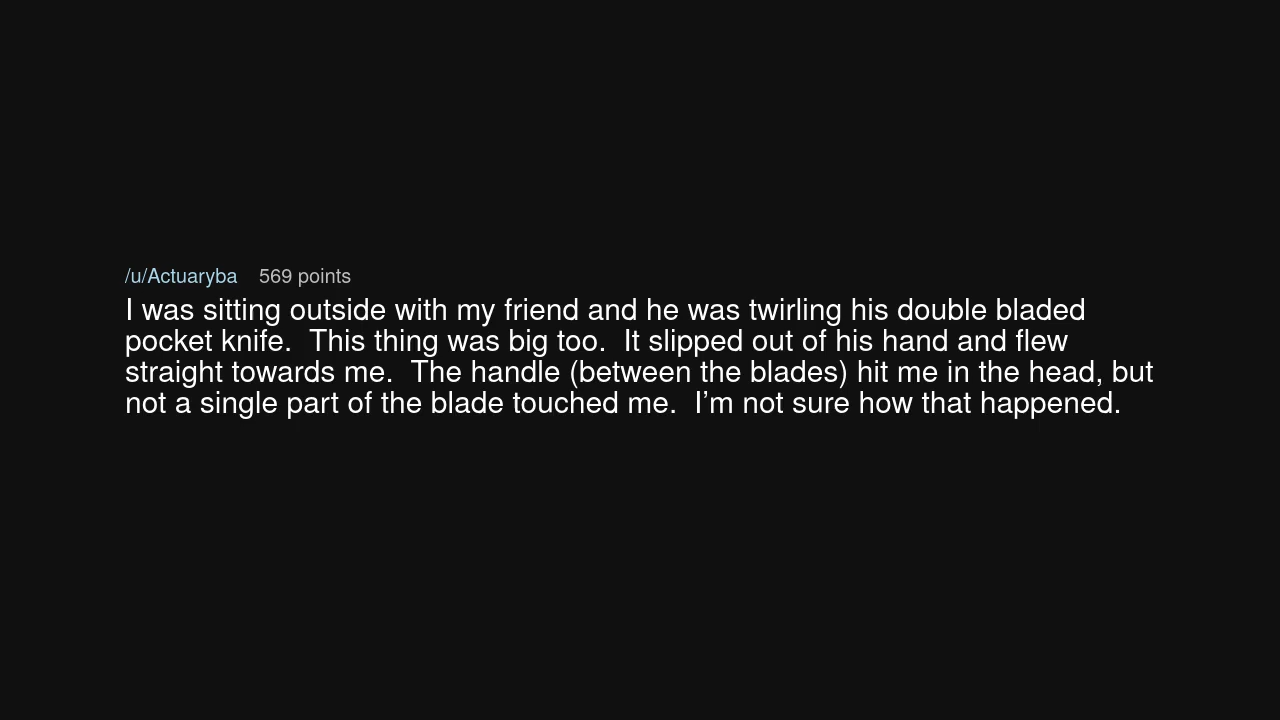 /u/Actuaryba 569 points
I was sitting outside with my friend and he was twirling his double bladed
pocket knife.  This thing was big too.  It slipped out of his hand and flew
straight towards me.  The handle (between the blades) hit me in the head, but
not a single part of the blade touched me.  I’m not sure how that happened.